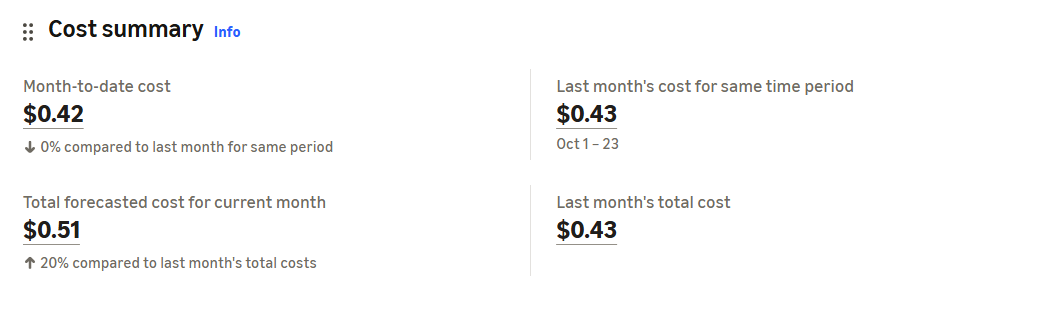 Cost summary Info
Month-to-date cost
$0.42
↓ 0% compared to last month for same period
Last month's cost for same time period
$0.43
Oct 1 – 23
Total forecasted cost for current month
$0.51
↑ 20% compared to last month's total costs
Last month's total cost
$0.43